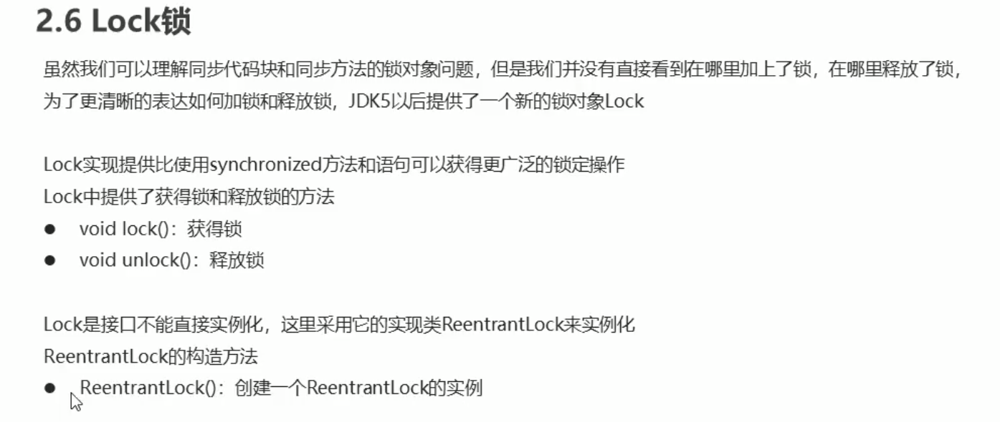 2.6 Lock锁
虽然我们可以理解同步代码块和同步方法的锁对象问题，但是我们并没有直接看到在哪里加上了锁，在哪里释放了锁，
为了更清晰的表达如何加锁和释放锁，JDK5以后提供了一个新的锁对象Lock
Lock实现提供比使用synchronized方法和语句可以获得更广泛的锁定操作
Lock中提供了获得锁和释放锁的方法
● void lock()：获得锁
● void unlock()：释放锁
Lock是接口不能直接实例化，这里采用它的实现类ReentrantLock来实例化
ReentrantLock的构造方法
● ReentrantLock()：创建一个ReentrantLock的实例